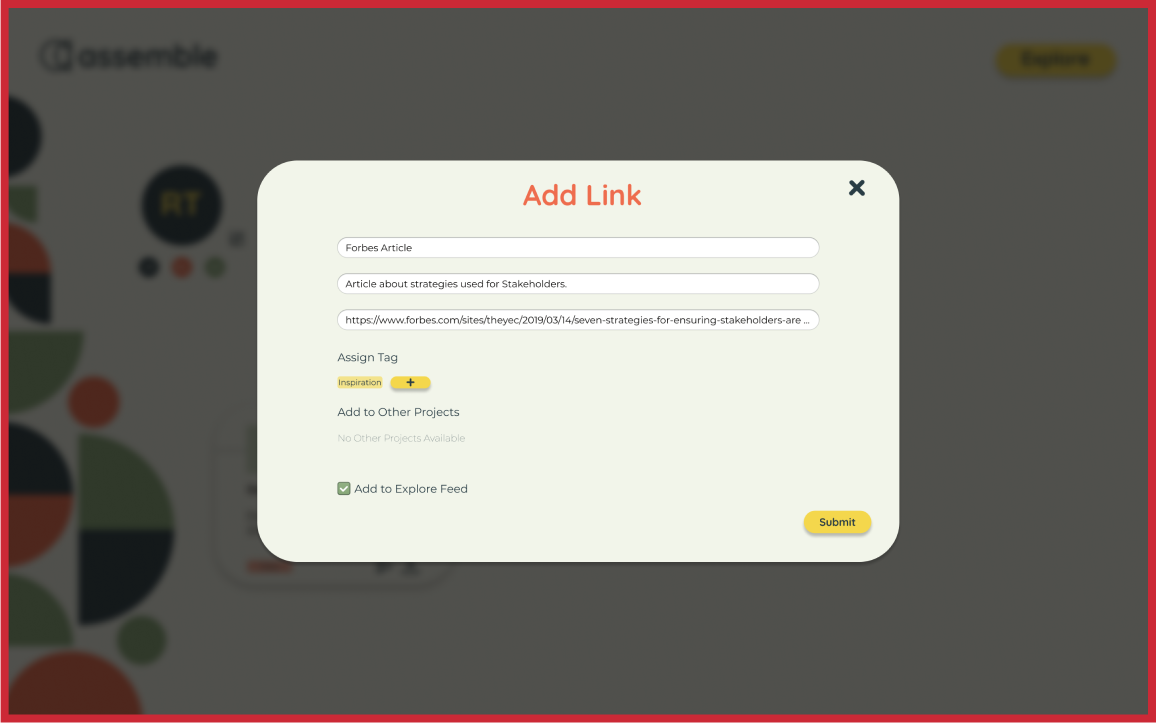 assemble
Explore
RT
Add Link
Forbes Article
Article about strategies used for Stakeholders.
https://www.forbes.com/sites/theyec/2019/03/14/seven-strategies-for-ensuring-stakeholders-are ...
Assign Tag
Inspiration
+
Add to Other Projects
No Other Projects Available
Add to Explore Feed
Submit